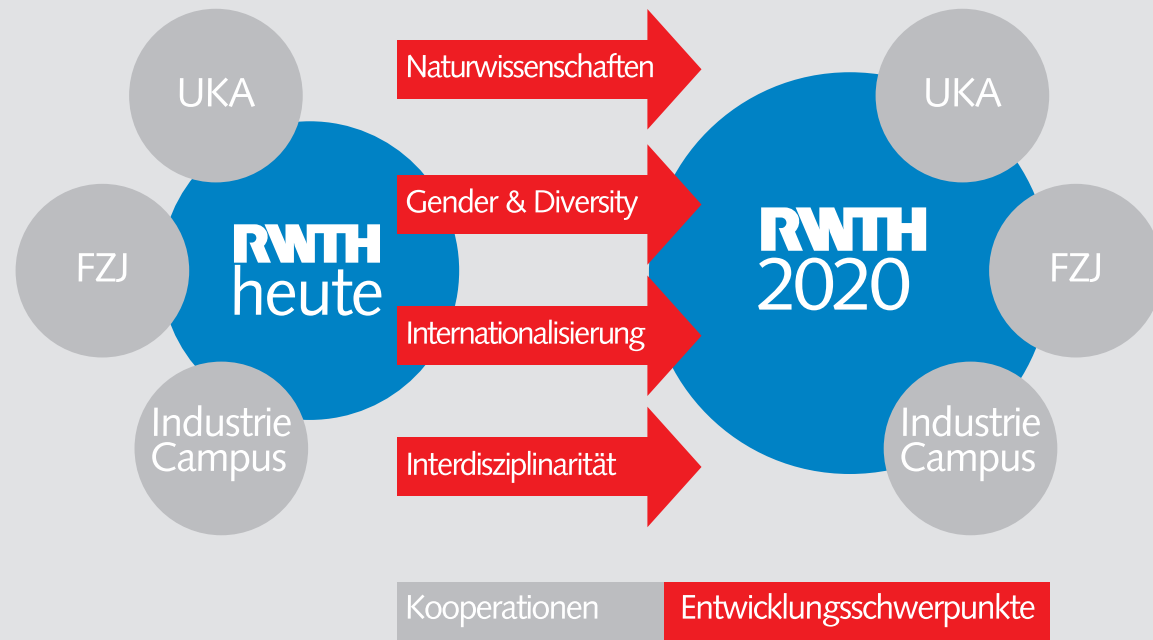 UKA
FZJ
Industrie
Campus
RWTH
heute
Naturwissenschaften
Gender & Diversity
Internationalisierung
Interdisziplinarität
RWTH
2020
UKA
FZJ
Industrie
Campus
Kooperationen
Entwicklungsschwerpunkte